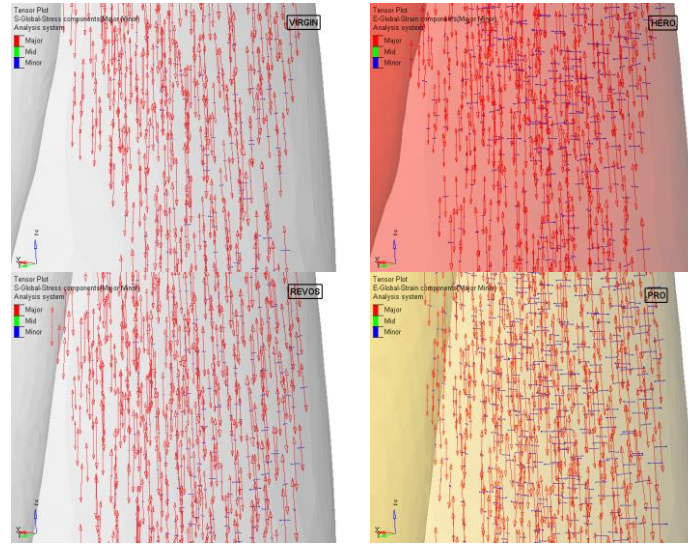 Tensor Plot
S-Global-Stress components(Major Minor)
Analysis system
Major
Mid
Minor
VIRGIN
Z
Y
X
Tensor Plot
E-Global-Strain components(Major Minor)
Analysis system
Major
Mid
Minor
HERO
Z
Y
X
Tensor Plot
S-Global-Stress components(Major Minor)
Analysis system
Major
Mid
Minor
REVOS
Z
Y
X
Tensor Plot
E-Global-Strain components(Major Minor)
Analysis system
Major
Mid
Minor
PRO
Z
Y
X